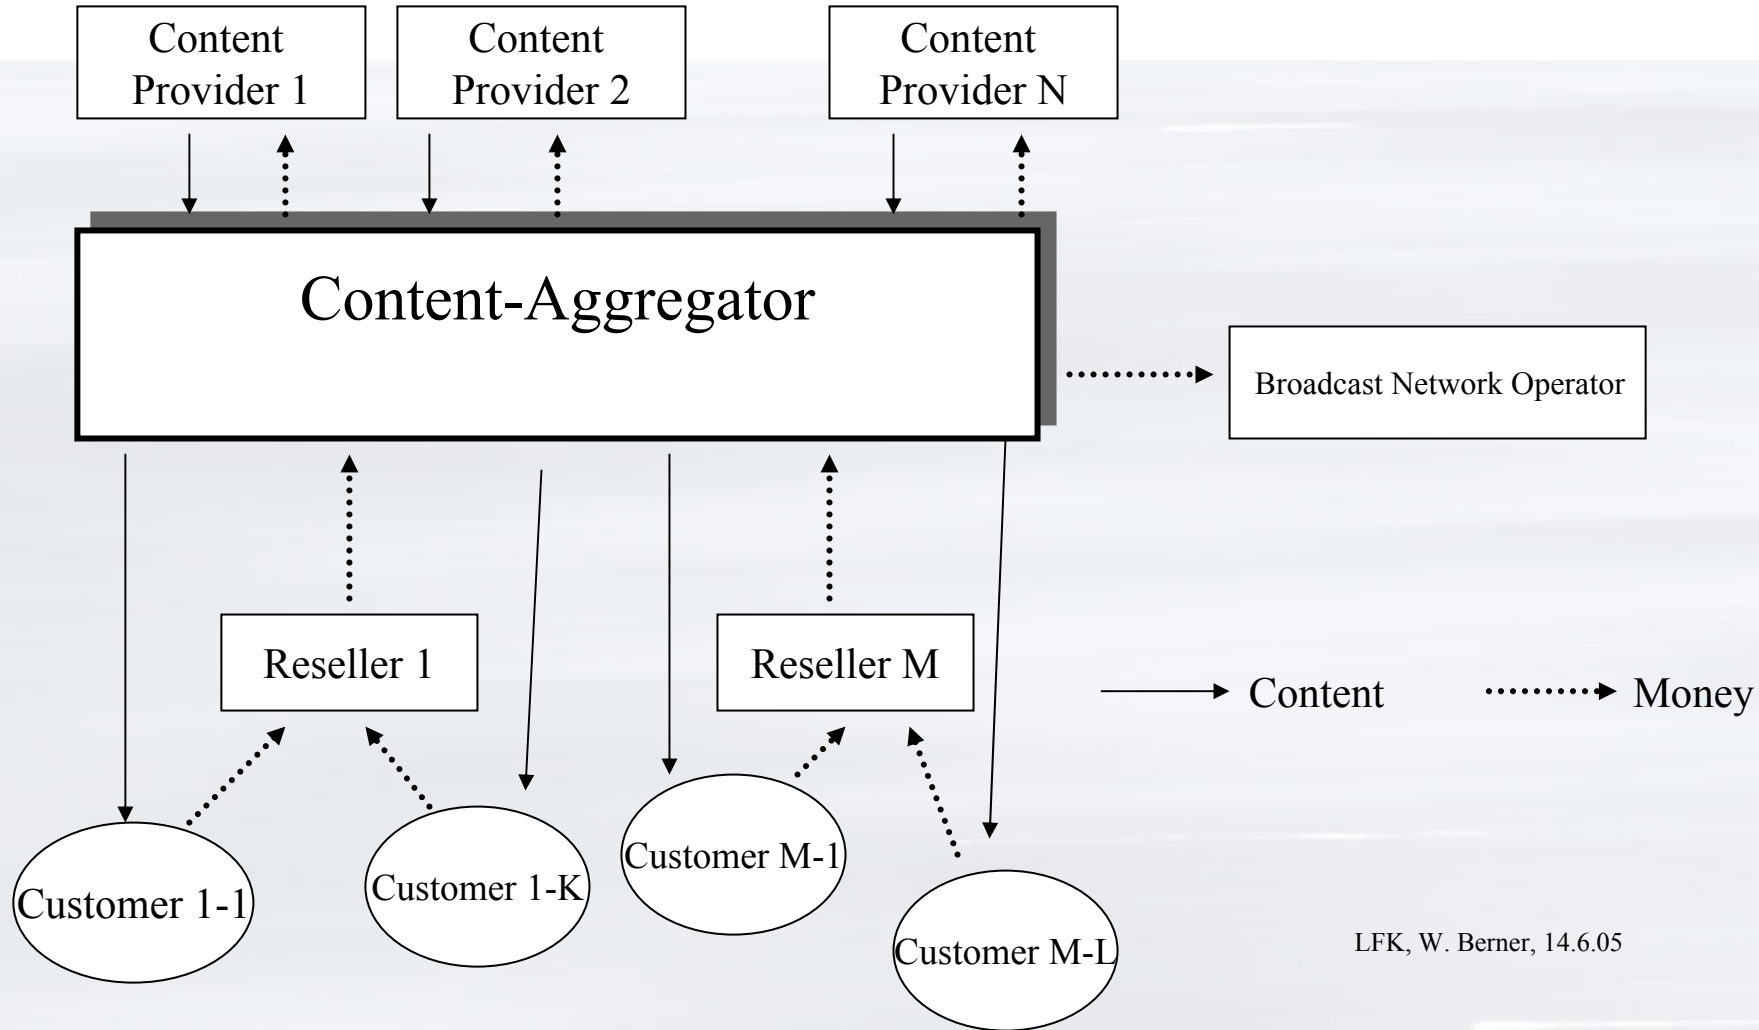 Content
Provider 1
Content
Provider 2
Content
Provider N
Content-Aggregator
Broadcast Network Operator
Reseller 1
Reseller M
Content
Money
Customer 1-1
Customer 1-K
Customer M-1
Customer M-L
LFK, W. Berner, 14.6.05